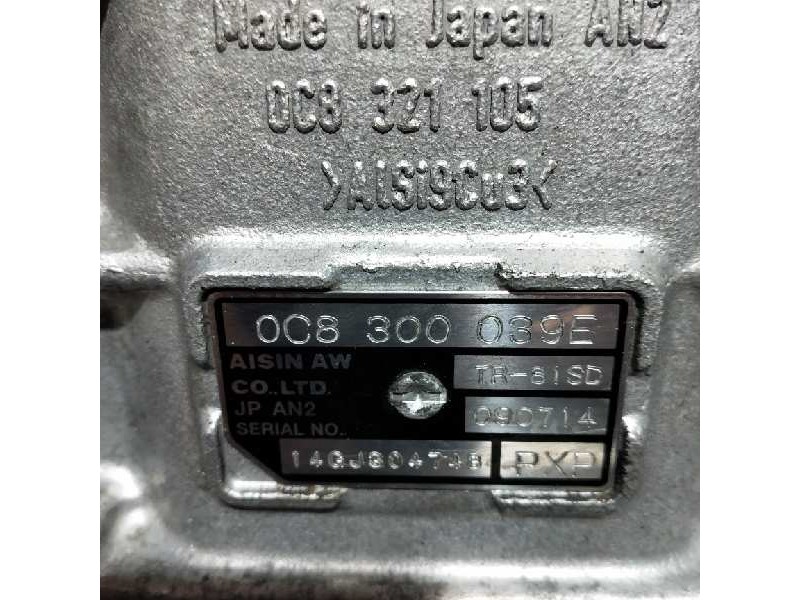 Made in Japan AN2
0C8 321 105
>AlSi9Cu3<
0C8 300 039E
AISIN AW
CO.,LTD.
TR-81SD
JP AN2
090714
SERIAL NO..
PXP